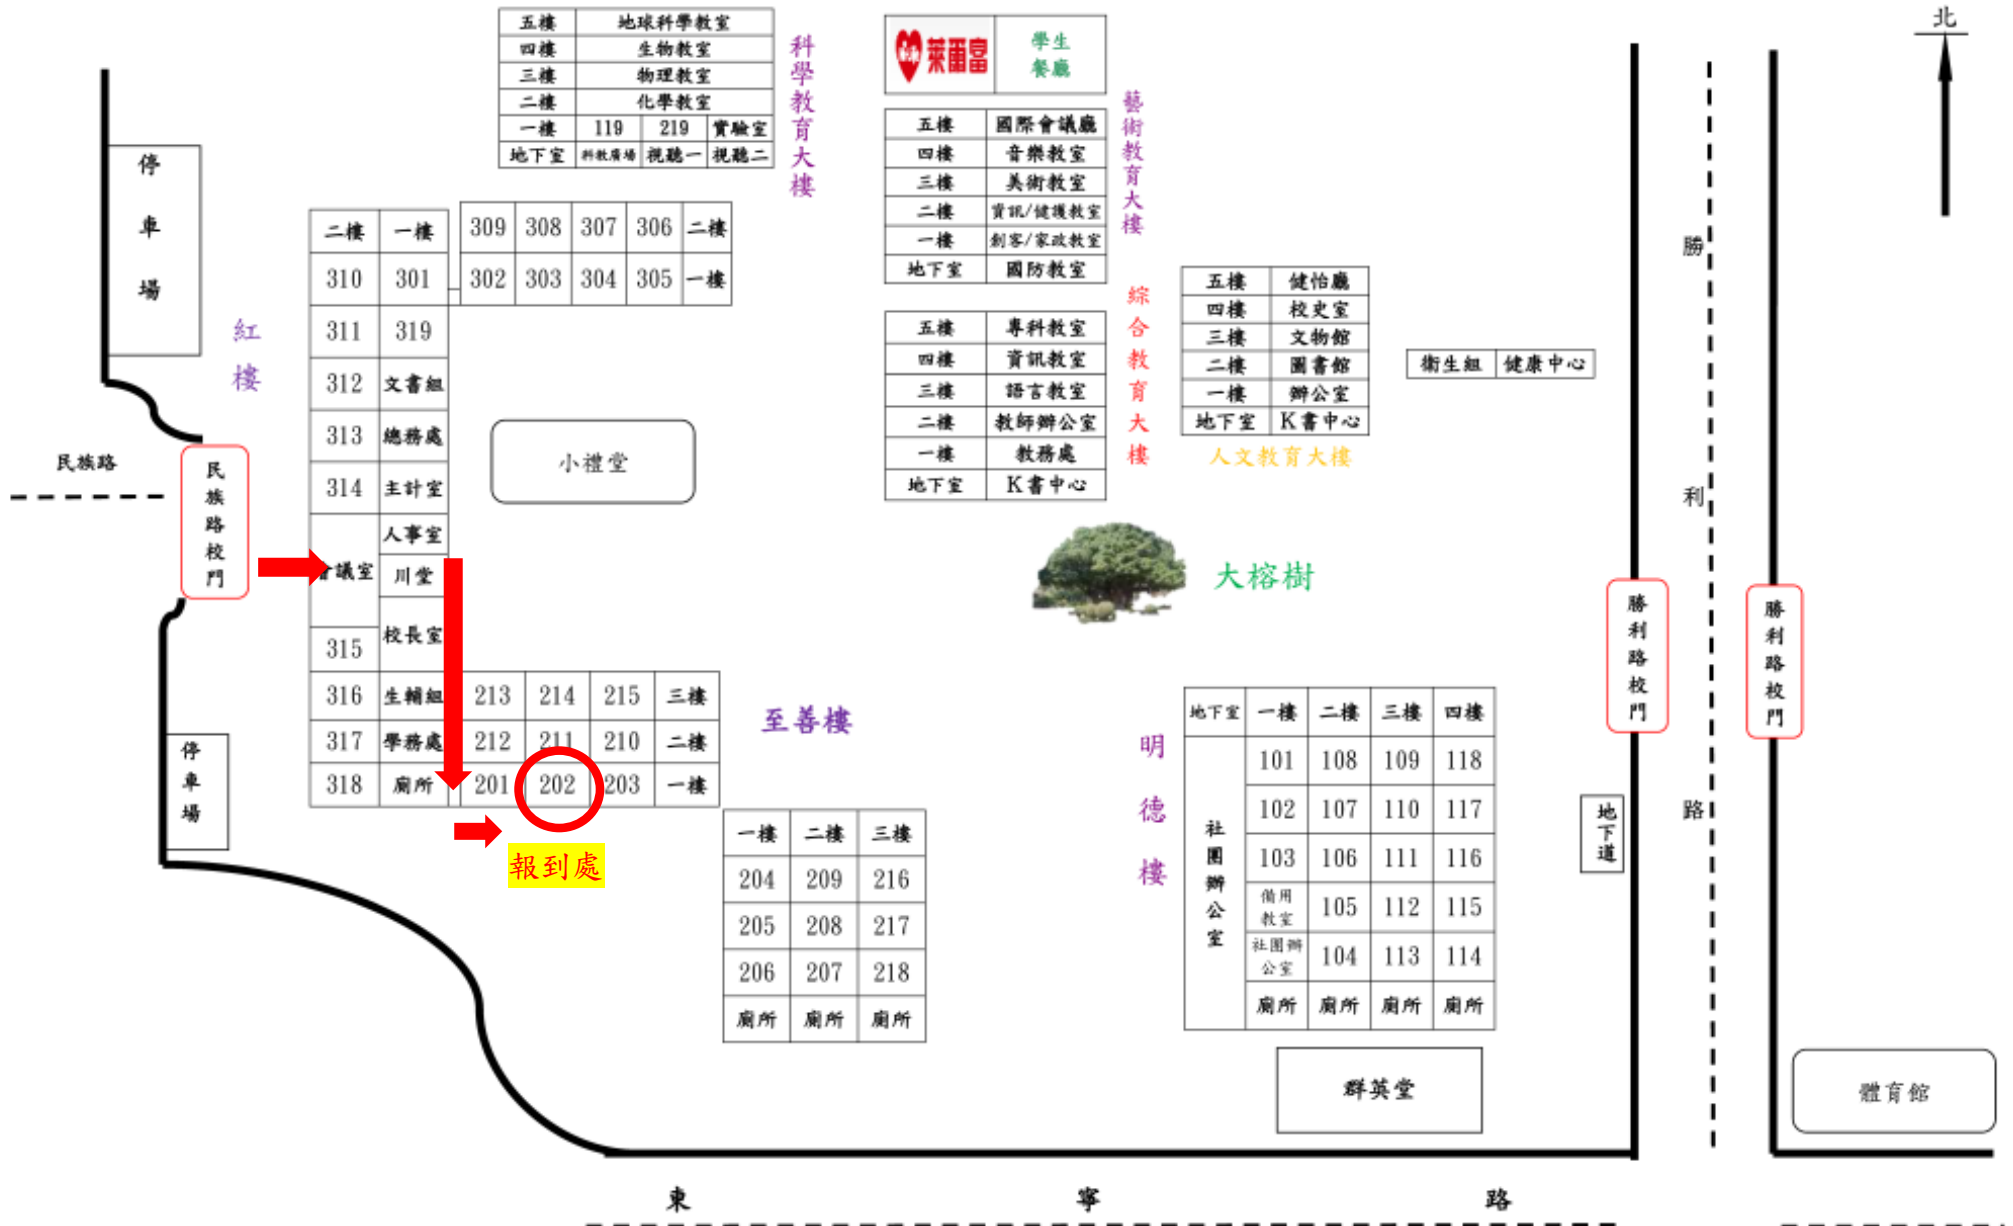 北
五樓 地球科學教室
四樓 生物教室
三樓 物理教室
二樓 化學教室
一樓 119 219 實驗室
地下室 科教廣場 視聽一 視聽二
科學教育大樓
萊爾富 學生餐廳
五樓 國際會議廳
四樓 音樂教室
三樓 美術教室
二樓 資訊/健護教室
一樓 創客/家政教室
地下室 國防教室
藝術教育大樓
停車場
二樓 一樓
310 301
311 319
312 文書組
313 總務處
314 主計室
人事室
會議室 川堂
315 校長室
316 生輔組
317 學務處
318 廁所
紅樓
309 308 307 306 二樓
302 303 304 305 一樓
小禮堂
五樓 專科教室
四樓 資訊教室
三樓 語言教室
二樓 教師辦公室
一樓 教務處
地下室 K書中心
綜合教育大樓
五樓 健怡廳
四樓 校史室
三樓 文物館
二樓 圖書館
一樓 辦公室
地下室 K書中心
人文教育大樓
衛生組 健康中心
民族路
民族路校門
大榕樹
勝利路
勝利路校門
勝利路校門
213 214 215 三樓
212 211 210 二樓
201 202 203 一樓
至善樓
報到處
停車場
一樓 二樓 三樓
204 209 216
205 208 217
206 207 218
廁所 廁所 廁所
明德樓
地下室 一樓 二樓 三樓 四樓
社團辦公室
101 108 109 118
102 107 110 117
103 106 111 116
備用教室 105 112 115
社團辦公室 104 113 114
廁所 廁所 廁所 廁所
地下道
群英堂
體育館
東寧路